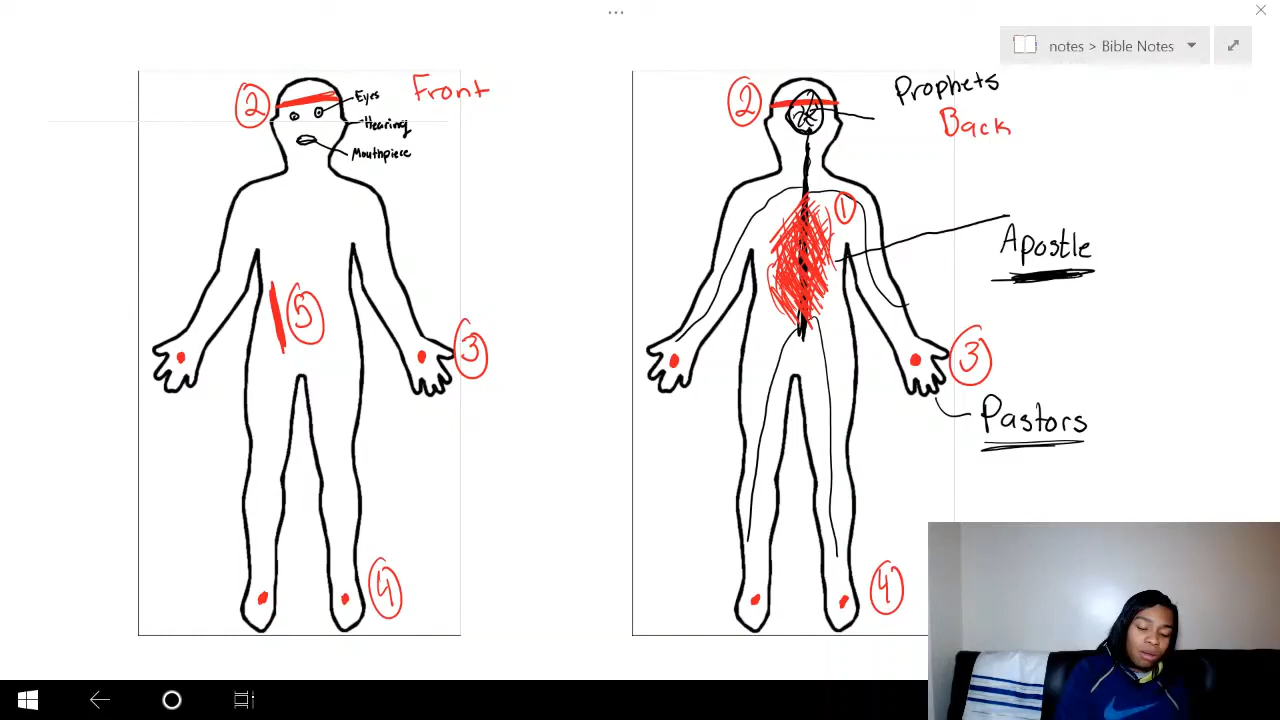 notes > Bible Notes
② Front
Eyes
Hearing
Mouthpiece
⑤
③
④
② Prophets
Back
①
Apostle
③
Pastors
④